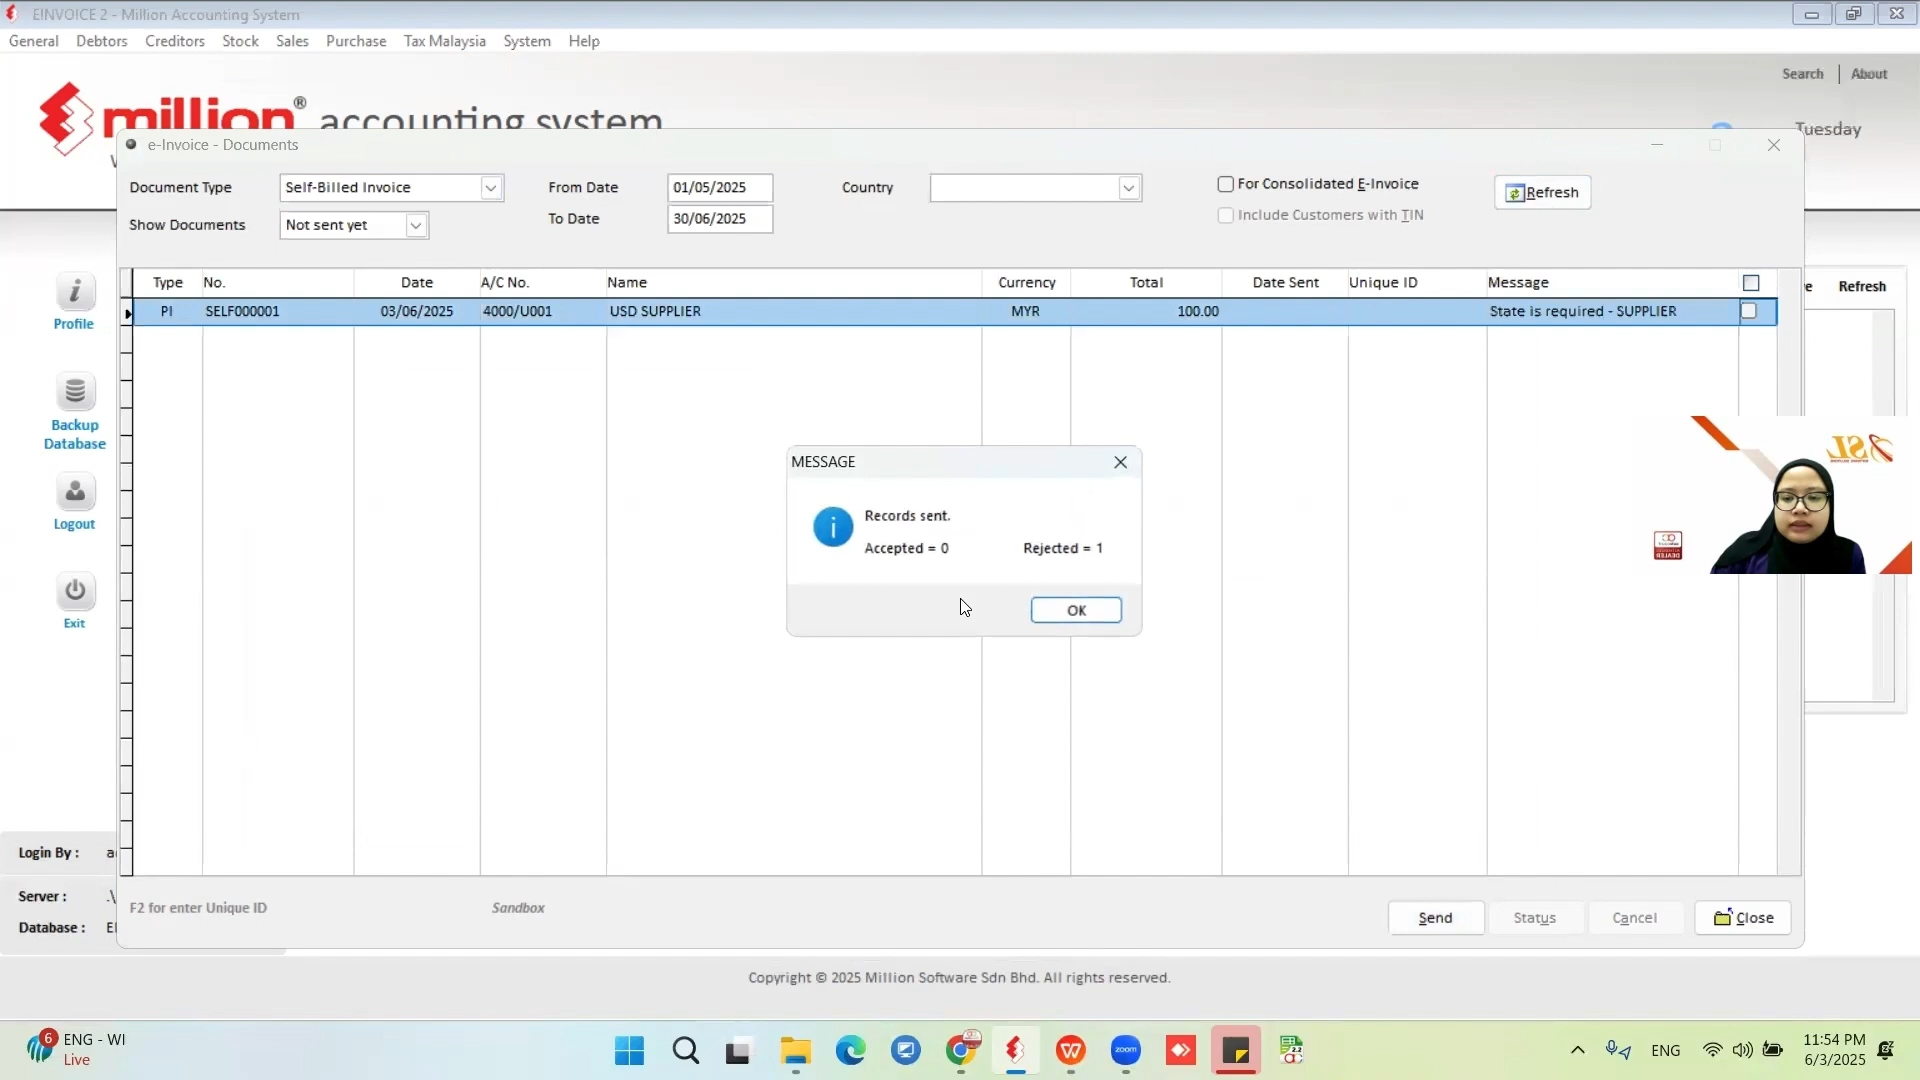 EINVOICE 2 - Million Accounting System
General Debtors Creditors Stock Sales Purchase Tax Malaysia System Help
Search About
million® accounting system
Tuesday
e-Invoice - Documents
Document Type Self-Billed Invoice From Date 01/05/2025 Country For Consolidated E-Invoice Refresh
Show Documents Not sent yet To Date 30/06/2025 Include Customers with TIN
Type No. Date A/C No. Name Currency Total Date Sent Unique ID Message
PI SELF000001 03/06/2025 4000/U001 USD SUPPLIER MYR 100.00 State is required - SUPPLIER
Refresh
Profile
Backup
Database
Logout
Exit
MESSAGE
Records sent.
Accepted = 0 Rejected = 1
OK
Login By :
Server : .\
Database :
F2 for enter Unique ID Sandbox Send Status Cancel Close
Copyright © 2025 Million Software Sdn Bhd. All rights reserved.
6
ENG - WI
Live
zoom
ENG
11:54 PM
6/3/2025